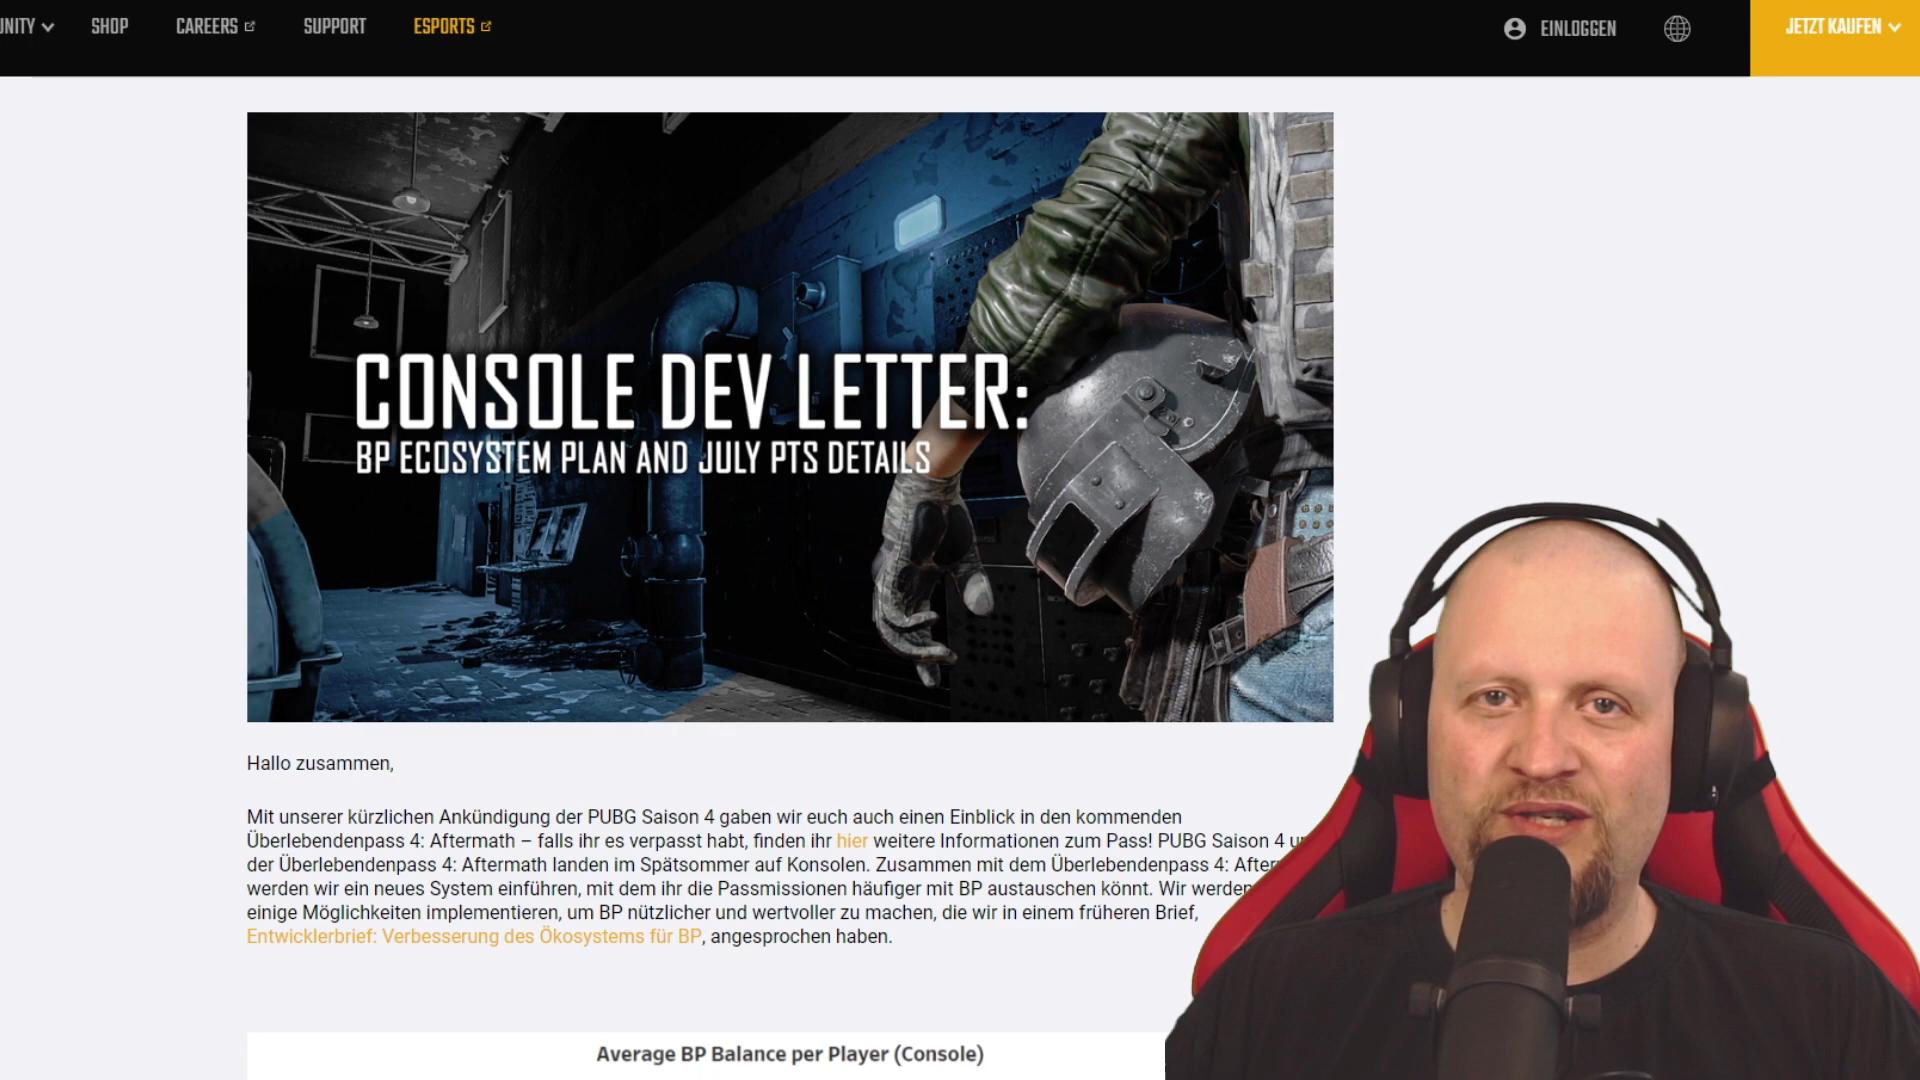 UNITY
SHOP
CAREERS
SUPPORT
ESPORTS
EINLOGGEN
JETZT KAUFEN
CONSOLE DEV LETTER:
BP ECOSYSTEM PLAN AND JULY PTS DETAILS
Hallo zusammen,
Mit unserer kürzlichen Ankündigung der PUBG Saison 4 gaben wir euch auch einen Einblick in den kommenden
Überlebendenpass 4: Aftermath – falls ihr es verpasst habt, finden ihr hier weitere Informationen zum Pass! PUBG Saison 4
der Überlebendenpass 4: Aftermath landen im Spätsommer auf Konsolen. Zusammen mit dem Überlebendenpass 4: After
werden wir ein neues System einführen, mit dem ihr die Passmissionen häufiger mit BP austauschen könnt. Wir werden
einige Möglichkeiten implementieren, um BP nützlicher und wertvoller zu machen, die wir in einem früheren Brief,
Entwicklerbrief: Verbesserung des Ökosystems für BP, angesprochen haben.
Average BP Balance per Player (Console)